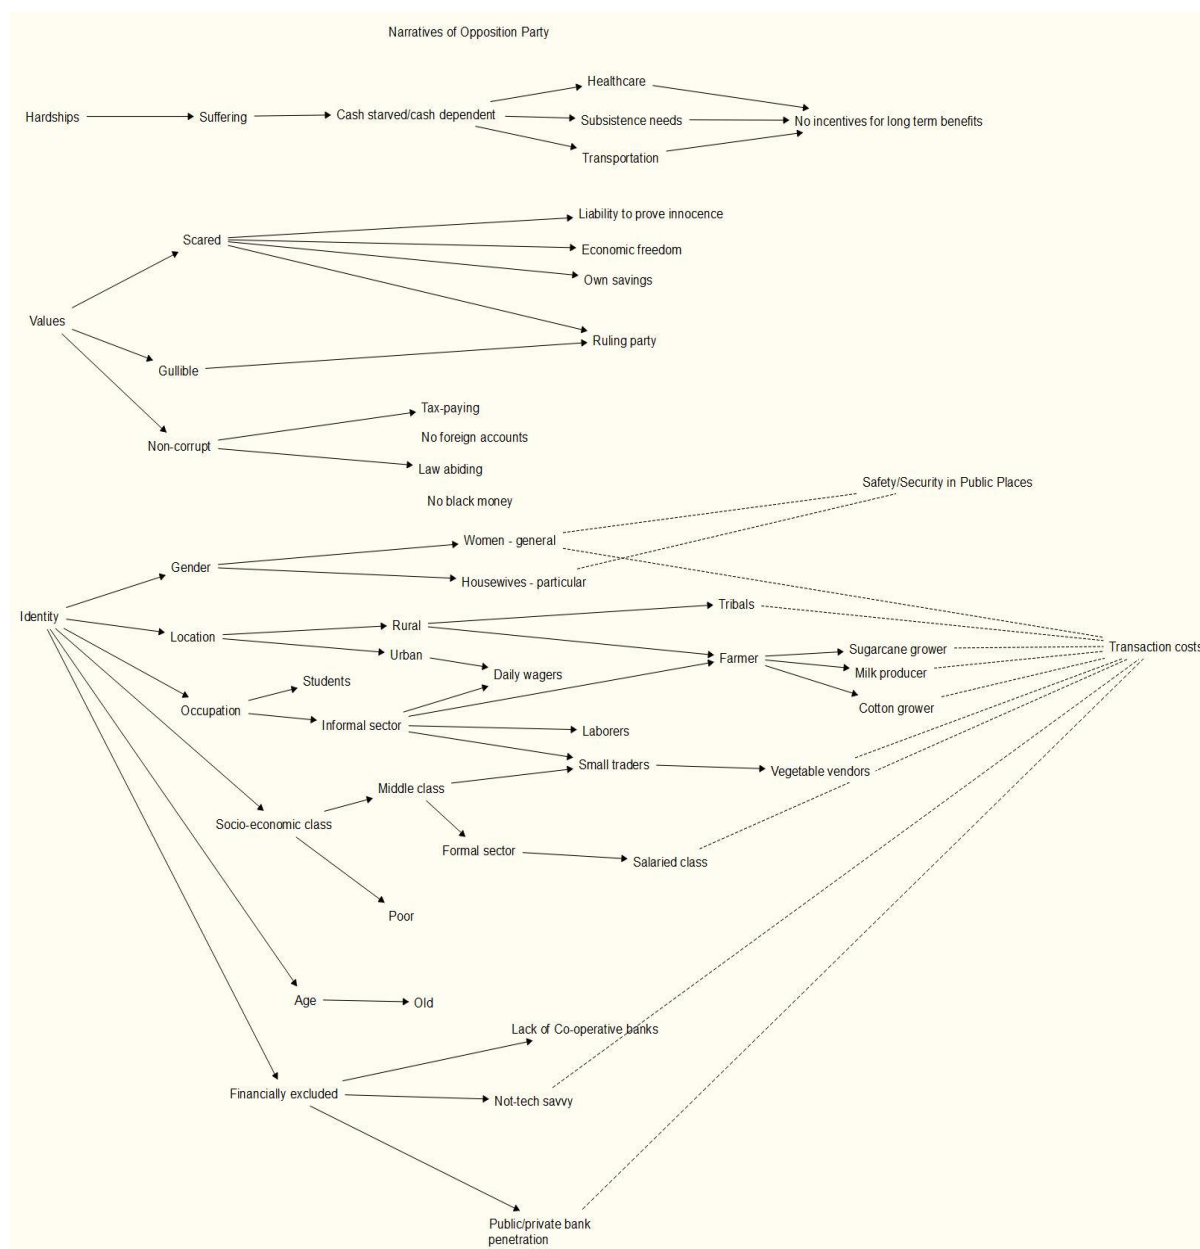 Narratives of Opposition Party
Healthcare
Hardships
Suffering
Cash starved/cash dependent
Subsistence needs
No incentives for long term benefits
Transportation
Liability to prove innocence
Scared
Economic freedom
Own savings
Values
Ruling party
Gullible
Tax-paying
No foreign accounts
Non-corrupt
Law abiding
Safety/Security in Public Places
No black money
Women - general
Gender
Housewives - particular
Tribals
Identity
Rural
Location
Transaction costs
Sugarcane grower
Urban
Farmer
Milk producer
Daily wagers
Students
Cotton grower
Occupation
Informal sector
Laborers
Small traders
Vegetable vendors
Middle class
Socio-economic class
Formal sector
Salaried class
Poor
Age
Old
Lack of Co-operative banks
Financially excluded
Not-tech savvy
Public/private bank
penetration